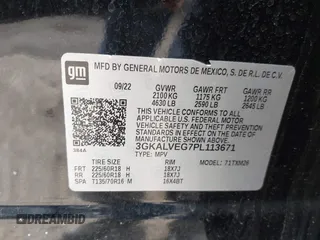 gm
MFD BY GENERAL MOTORS DE MEXICO, S. DE R.L. DE C.V.
09/22 GVWR GAWR FRT GAWR RR
2100 KG 1175 KG 1200 KG
4630 LB 2590 LB 2645 LB
THIS VEHICLE CONFORMS TO ALL APPLICABLE
U.S. FEDERAL MOTOR
VEHICLE SAFETY AND THEFT PREVENTION
STANDARDS IN EFFECT ON THE DATE OF
MANUFACTURE SHOWN ABOVE.
3GKALVEG7PL113671
TYPE: MPV MODEL:
TIRE SIZE RIM
FRT 225/60R18 H 18X7J
RR 225/60R18 H 18X7J
SPA T135/70R16 M 16X4BT